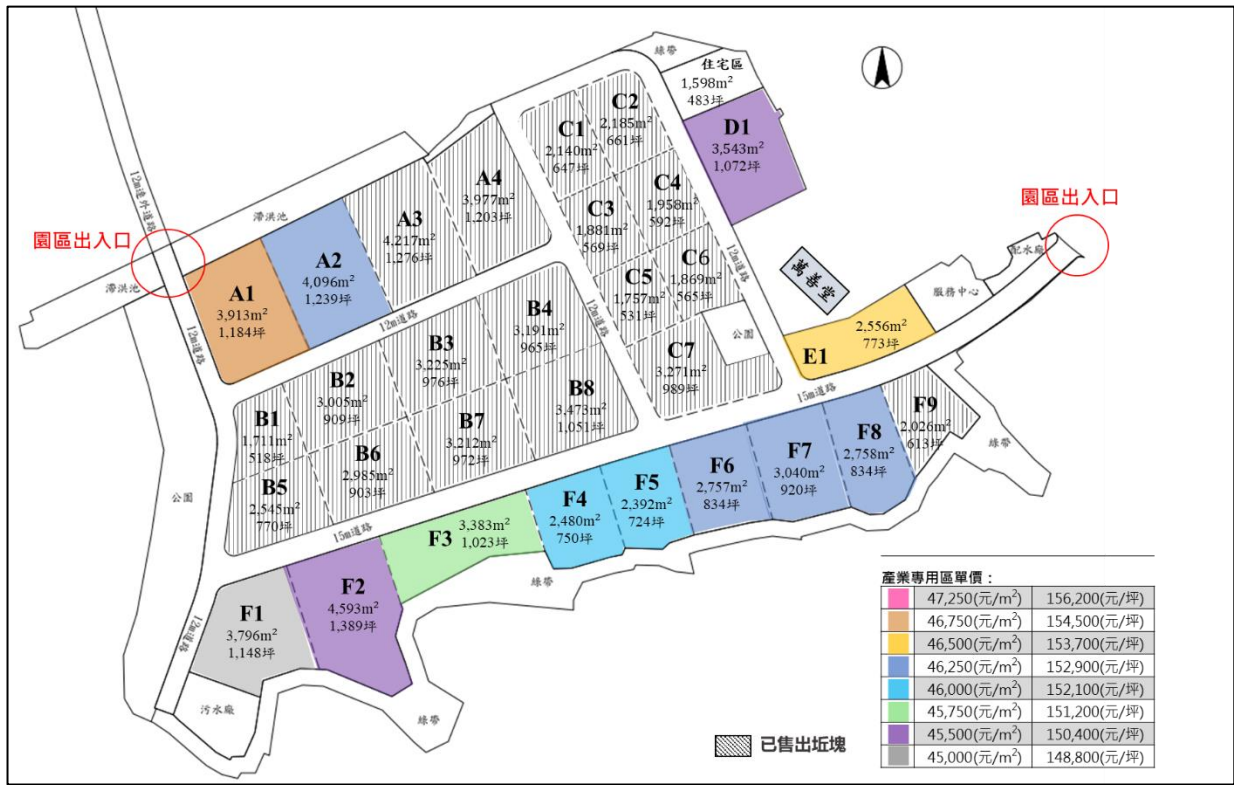 綠帶
住宅區
1,598m²
483坪
C2
2,185m²
661坪
C1
2,140m²
647坪
D1
3,543m²
1,072坪
12m連外道路
A4
3,977m²
1,203坪
C4
1,958m²
592坪
園區出入口
園區出入口
滯洪池
A3
4,217m²
1,276坪
C3
1,881m²
569坪
A2
4,096m²
1,239坪
C6
1,869m²
565坪
配水廠
滯洪池
A1
3,913m²
1,184坪
C5
1,757m²
531坪
12m道路
萬善堂
服務中心
12m道路
12m道路
12m道路
B4
3,191m²
965坪
B3
3,225m²
976坪
公園
2,556m²
773坪
E1
C7
3,271m²
989坪
B2
3,005m²
909坪
B8
3,473m²
1,051坪
15m道路
B1
1,711m²
518坪
B7
3,212m²
972坪
F9
2,026m²
613坪
B6
2,985m²
903坪
F8
2,758m²
834坪
綠帶
B5
2,545m²
770坪
F7
3,040m²
920坪
F6
2,757m²
834坪
公園
F5
2,392m²
724坪
F4
2,480m²
750坪
15m道路
F3
3,383m²
1,023坪
綠帶
F2
4,593m²
1,389坪
F1
3,796m²
1,148坪
12m道路
污水廠
綠帶
已售出坵塊
產業專用區單價：
47,250(元/m²) 156,200(元/坪)
46,750(元/m²) 154,500(元/坪)
46,500(元/m²) 153,700(元/坪)
46,250(元/m²) 152,900(元/坪)
46,000(元/m²) 152,100(元/坪)
45,750(元/m²) 151,200(元/坪)
45,500(元/m²) 150,400(元/坪)
45,000(元/m²) 148,800(元/坪)